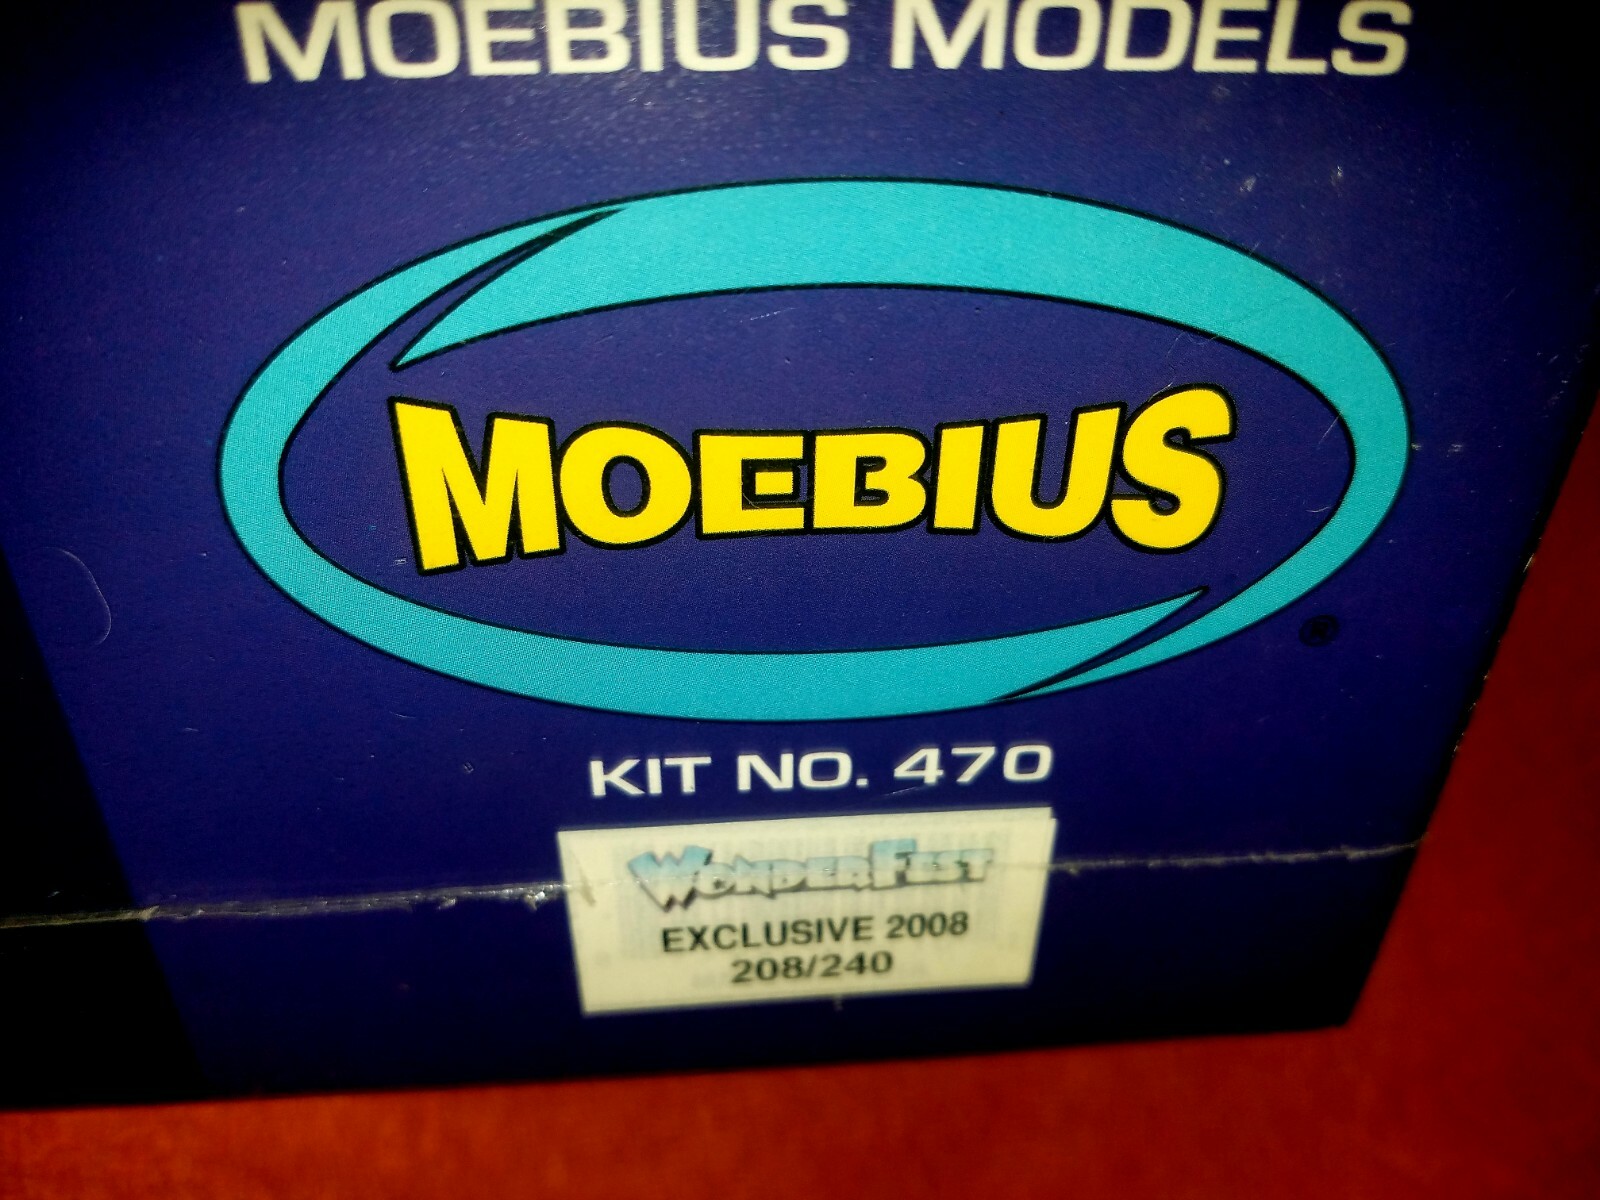 MOEBIUS MODELS
MOEBIUS
®
KIT NO. 470
WONDERFEST
EXCLUSIVE 2008
208/240